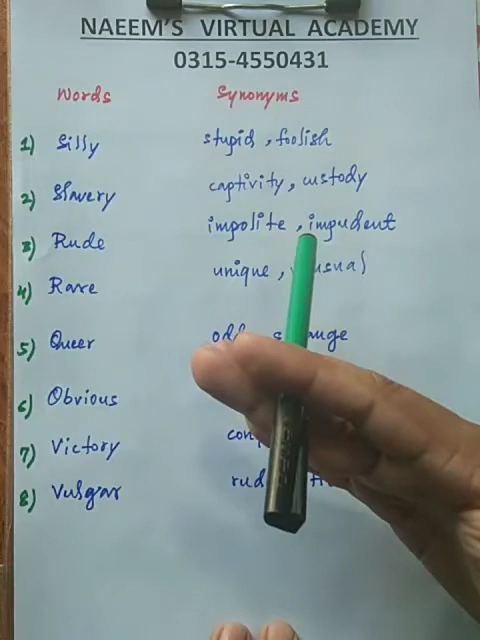 NAEEM'S VIRTUAL ACADEMY
0315-4550431
Words Synonyms
1) Silly stupid, foolish
2) Slavery captivity, custody
3) Rude impolite, impudent
4) Rare unique,
5) Queer
6) Obvious
7) Victory
8) Vulgar